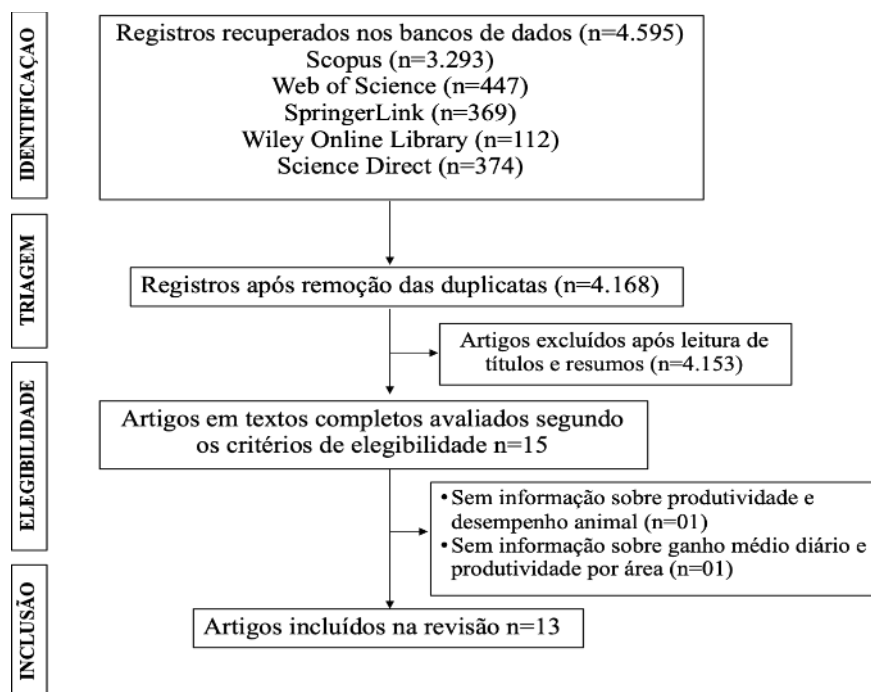 IDENTIFICAÇAO
Registros recuperados nos bancos de dados (n=4.595)
Scopus (n=3.293)
Web of Science (n=447)
SpringerLink (n=369)
Wiley Online Library (n=112)
Science Direct (n=374)
TRIAGEM
Registros após remoção das duplicatas (n=4.168)
Artigos excluídos após leitura de
títulos e resumos (n=4.153)
ELEGIBILIDADE
Artigos em textos completos avaliados segundo
os critérios de elegibilidade n=15
• Sem informação sobre produtividade e
desempenho animal (n=01)
• Sem informação sobre ganho médio diário e
produtividade por área (n=01)
INCLUSÃO
Artigos incluídos na revisão n=13